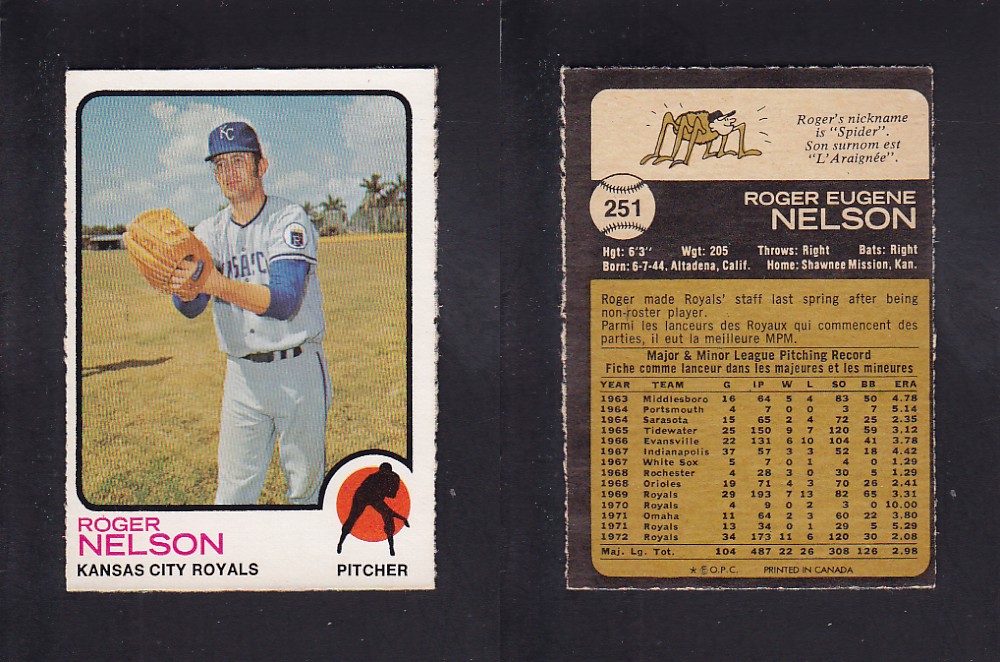 KC
ROGER
NELSON
KANSAS CITY ROYALS
PITCHER
Roger's nickname
is "Spider".
Son surnom est
"L'Araignée".
251
ROGER EUGENE
NELSON
Hgt: 6'3" Wgt: 205 Throws: Right Bats: Right
Born: 6-7-44, Altadena, Calif. Home: Shawnee Mission, Kan.
Roger made Royals' staff last spring after being
non-roster player.
Parmi les lanceurs des Royaux qui commencent des
parties, il eut la meilleure MPM.
Major & Minor League Pitching Record
Fiche comme lanceur dans les majeures et les mineures
YEAR TEAM G IP W L SO BB ERA
1963 Middlesboro 16 64 5 4 83 50 4.78
1964 Portsmouth 4 7 0 0 3 7 5.14
1964 Sarasota 15 65 2 4 72 25 2.35
1965 Tidewater 25 150 9 7 120 59 3.12
1966 Evansville 22 131 6 10 104 41 3.78
1967 Indianapolis 37 57 3 3 52 18 4.42
1967 White Sox 5 7 0 1 4 0 1.29
1968 Rochester 4 28 3 0 30 5 1.29
1968 Orioles 19 71 4 3 70 26 2.41
1969 Royals 29 193 7 13 82 65 3.31
1970 Royals 4 9 0 2 3 0 10.00
1971 Omaha 11 64 2 3 60 22 3.80
1971 Royals 13 34 0 1 29 5 5.29
1972 Royals 34 173 11 6 120 30 2.08
Maj. Lg. Tot. 104 487 22 26 308 126 2.98
★ © O.P.C. PRINTED IN CANADA